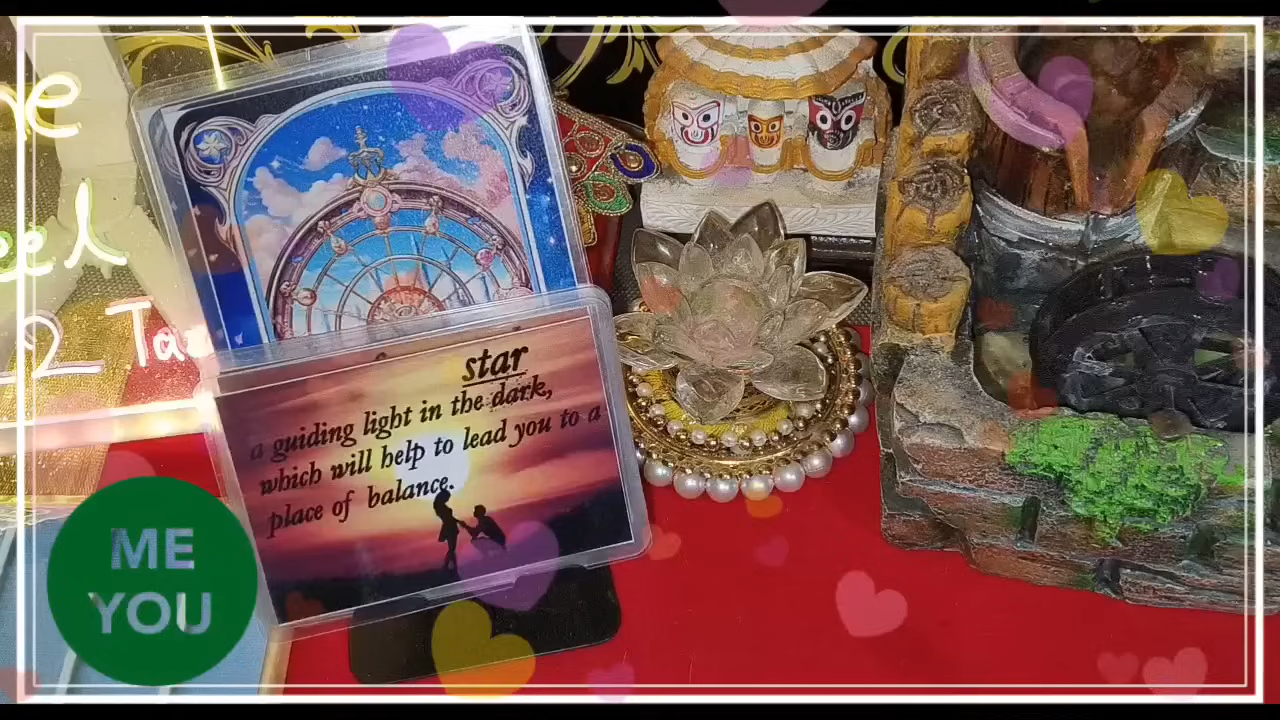 star
a guiding light in the dark,
which will help to lead you to a
place of balance.
ME
YOU